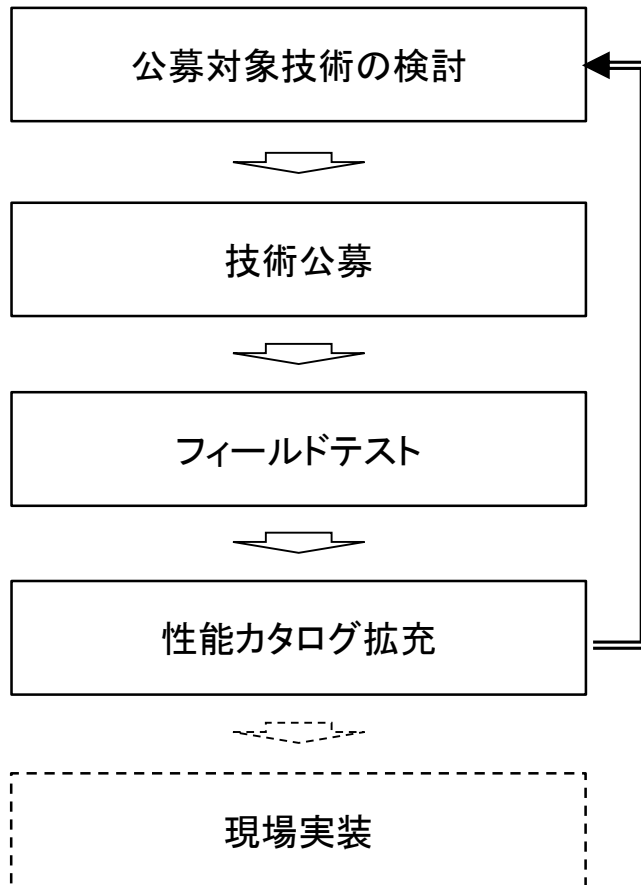 公募対象技術の検討
技術公募
フィールドテスト
性能カタログ拡充
現場実装